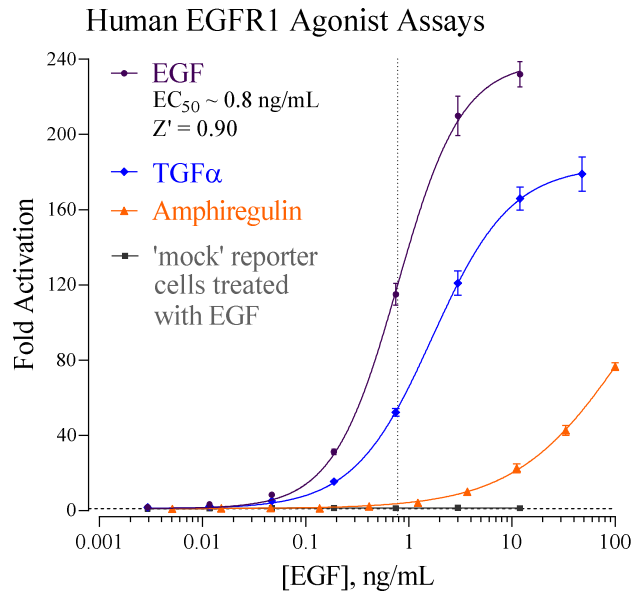 Human EGFR1 Agonist Assays
EGF
EC50 ~ 0.8 ng/mL
Z' = 0.90
TGFα
Amphiregulin
'mock' reporter
cells treated
with EGF
Fold Activation
240
200
160
120
80
40
0
0.001
0.01
0.1
1
10
100
[EGF], ng/mL